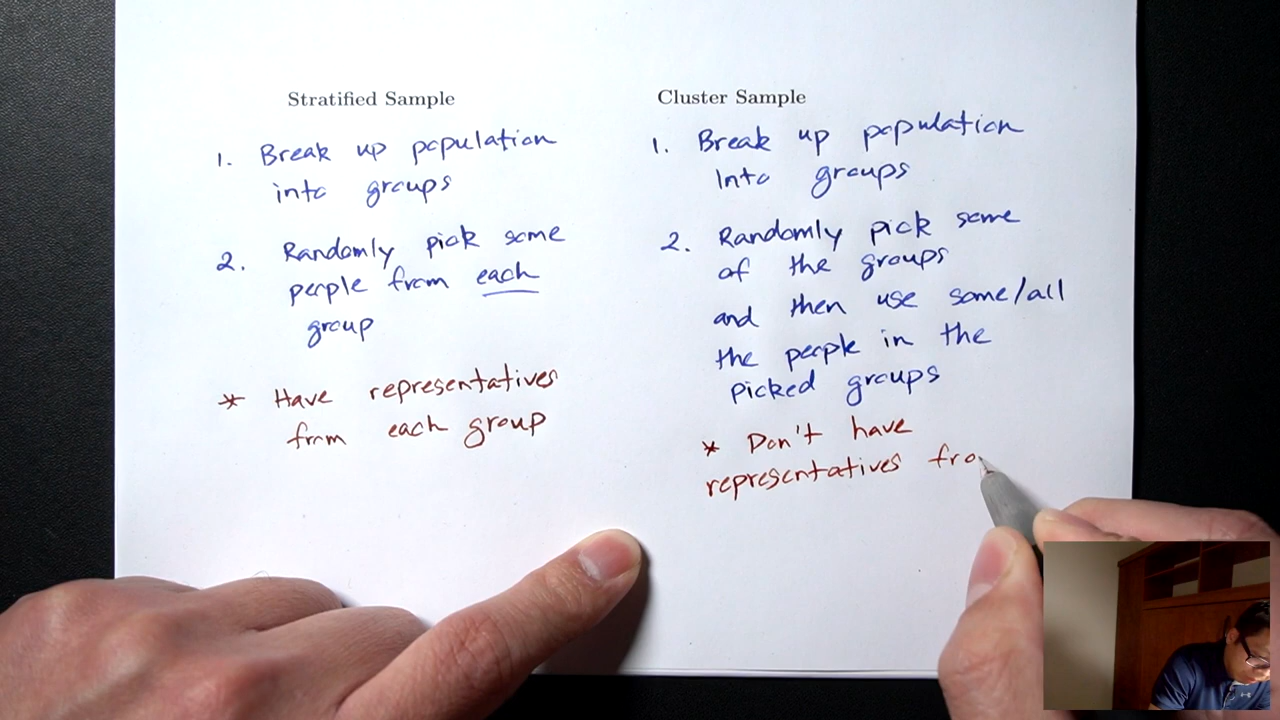 Stratified Sample
1. Break up population
into groups
2. Randomly pick some
people from each
group
* Have representatives
from each group
Cluster Sample
1. Break up population
Into groups
2. Randomly pick some
of the groups
and then use some/all
the people in the
picked groups
* Don't have
representatives fro